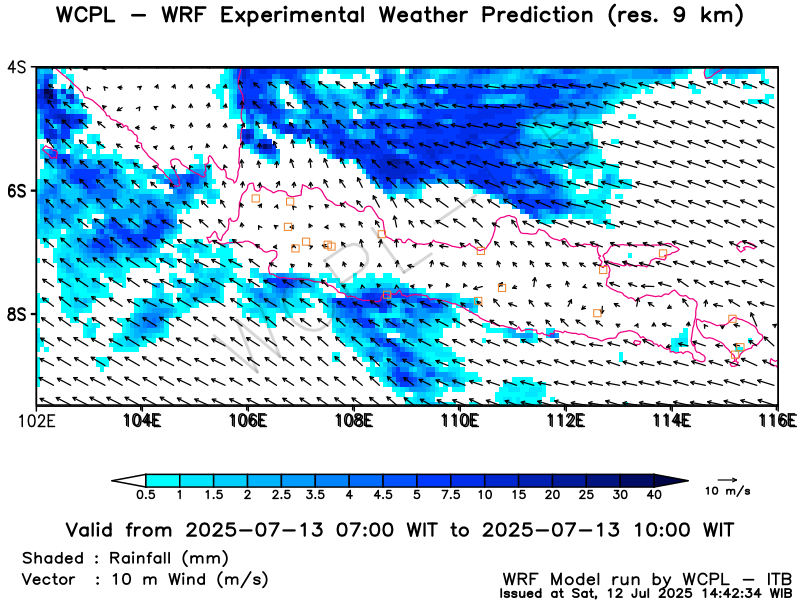 WCPL – WRF Experimental Weather Prediction (res. 9 km)
4S
6S
8S
WCPL
102E 104E 106E 108E 110E 112E 114E 116E
0.5 1 1.5 2 2.5 3.5 4 4.5 5 7.5 10 15 20 25 30 40
10 m/s
Valid from 2025-07-13 07:00 WIT to 2025-07-13 10:00 WIT
Shaded : Rainfall (mm)
Vector : 10 m Wind (m/s)
WRF Model run by WCPL – ITB
Issued at Sat, 12 Jul 2025 14:42:34 WIB